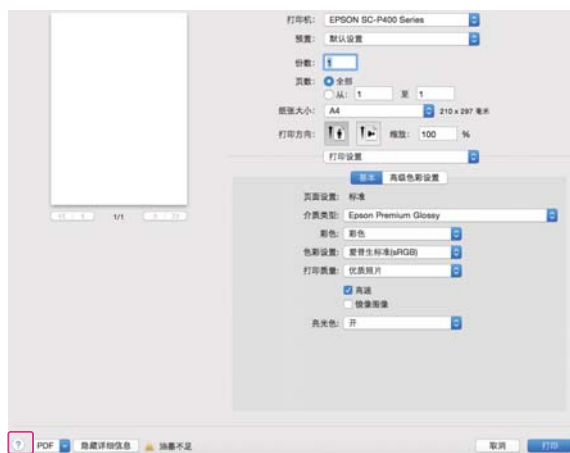 打印机: EPSON SC-P400 Series
预置: 默认设置
份数: 1
页数: 全部
从: 1 至 1
纸张大小: A4 210 x 297 毫米
打印方向: 缩放: 100 %
打印设置
基本 高级色彩设置
页面设置: 标准
介质类型: Epson Premium Glossy
彩色: 彩色
色彩设置: 爱普生标准(sRGB)
打印质量: 优质照片
高速
镜像图像
亮光色: 开
1/1
? PDF 隐藏详细信息 油墨不足 取消 打印